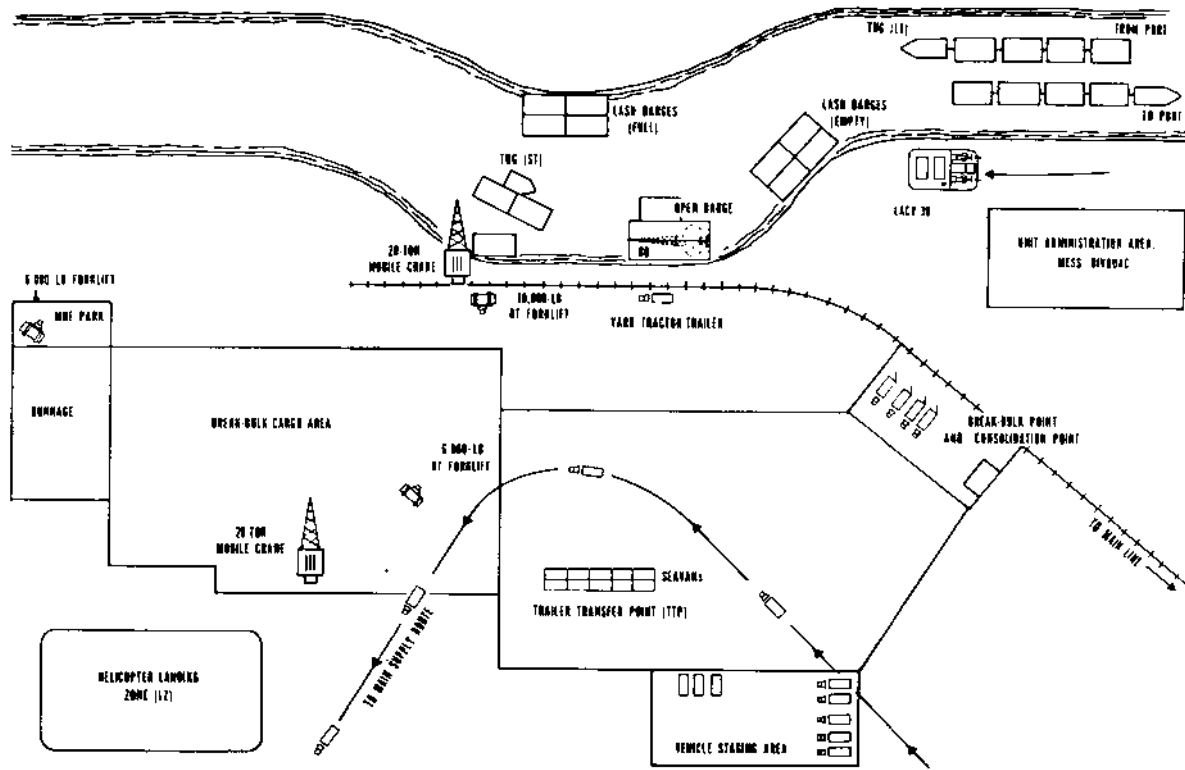 TUG (LT)
FROM PORT
TO PORT
LASH BARGES
(FULL)
LASH BARGES
(EMPTY)
TUG (ST)
OPEN BARGE
LACV 30
20-TON
MOBILE CRANE
UNIT ADMINISTRATION AREA,
MESS, BIVOUAC
6,000 LB FORKLIFT
MHE PARK
10,000-LB
RT FORKLIFT
YARD TRACTOR-TRAILER
DUNNAGE
BREAK-BULK CARGO AREA
BREAK-BULK POINT
AND CONSOLIDATION POINT
6,000-LB
RT FORKLIFT
20-TON
MOBILE CRANE
TO MAIN LINE
SEAVANs
TRAILER TRANSFER POINT (TTP)
HELICOPTER LANDING
ZONE (LZ)
TO MAIN SUPPLY ROUTE
VEHICLE STAGING AREA